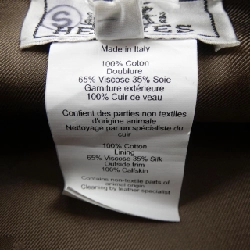 S
Made in Italy
100% Coton
Doublure
65% Viscose 35% Soie
Garniture extérieure
100% Cuir de veau
Contient des parties non textiles
d'origine animale
Nettoyage par un spécialiste du
cuir
100% Cotton
Lining
65% Viscose 35% Silk
Outside trim
100% Calfskin
Contains non-textile parts of
animal origin
Cleaning by leather specialist